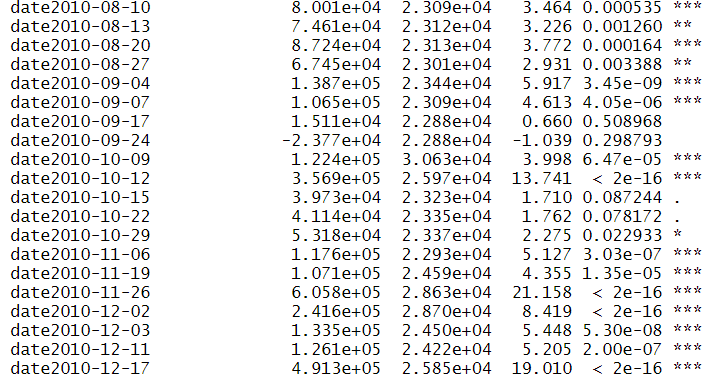 date2010-08-10 8.001e+04 2.309e+04 3.464 0.000535 ***
date2010-08-13 7.461e+04 2.312e+04 3.226 0.001260 **
date2010-08-20 8.724e+04 2.313e+04 3.772 0.000164 ***
date2010-08-27 6.745e+04 2.301e+04 2.931 0.003388 **
date2010-09-04 1.387e+05 2.344e+04 5.917 3.45e-09 ***
date2010-09-07 1.065e+05 2.309e+04 4.613 4.05e-06 ***
date2010-09-17 1.511e+04 2.288e+04 0.660 0.508968
date2010-09-24 -2.377e+04 2.288e+04 -1.039 0.298793
date2010-10-09 1.224e+05 3.063e+04 3.998 6.47e-05 ***
date2010-10-12 3.569e+05 2.597e+04 13.741 < 2e-16 ***
date2010-10-15 3.973e+04 2.323e+04 1.710 0.087244 .
date2010-10-22 4.114e+04 2.335e+04 1.762 0.078172 .
date2010-10-29 5.318e+04 2.337e+04 2.275 0.022933 *
date2010-11-06 1.176e+05 2.293e+04 5.127 3.03e-07 ***
date2010-11-19 1.071e+05 2.459e+04 4.355 1.35e-05 ***
date2010-11-26 6.058e+05 2.863e+04 21.158 < 2e-16 ***
date2010-12-02 2.416e+05 2.870e+04 8.419 < 2e-16 ***
date2010-12-03 1.335e+05 2.450e+04 5.448 5.30e-08 ***
date2010-12-11 1.261e+05 2.422e+04 5.205 2.00e-07 ***
date2010-12-17 4.913e+05 2.585e+04 19.010 < 2e-16 ***